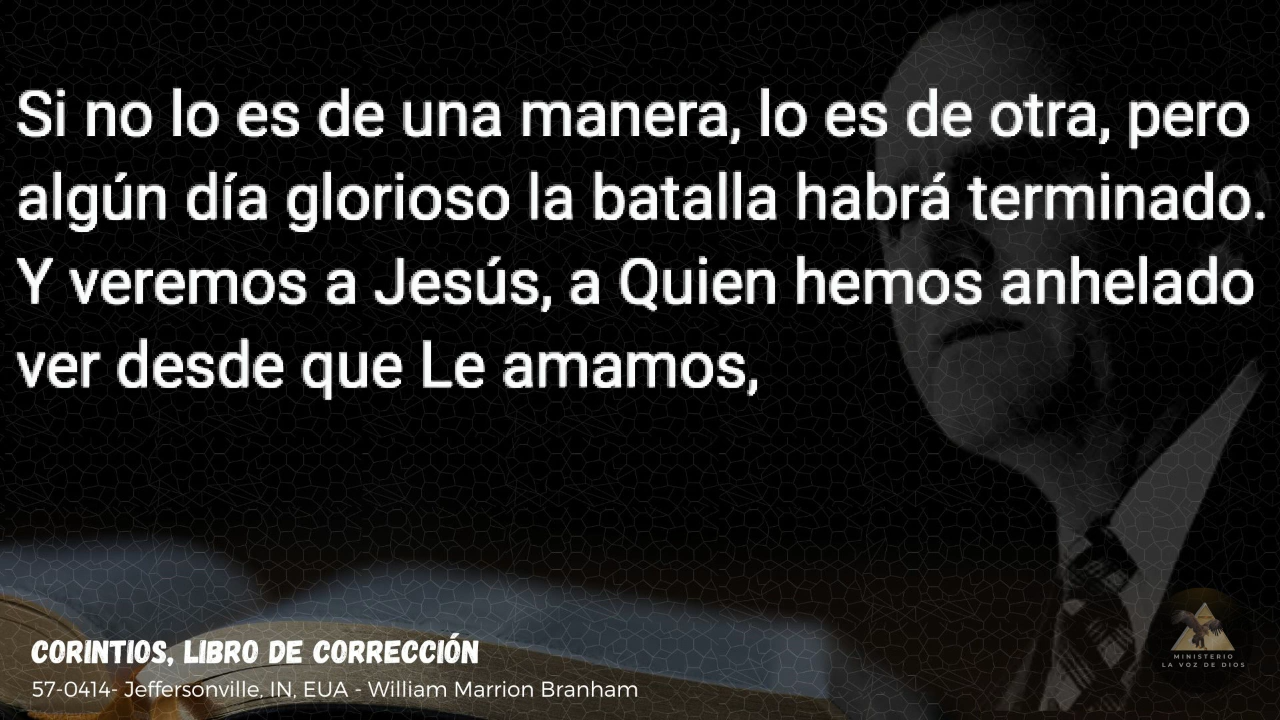 Si no lo es de una manera, lo es de otra, pero
algún día glorioso la batalla habrá terminado.
Y veremos a Jesús, a Quien hemos anhelado
ver desde que Le amamos,
CORINTIOS, LIBRO DE CORRECCIÓN
57-0414- Jeffersonville, IN, EUA - William Marrion Branham
MINISTERIO
LA VOZ DE DIOS